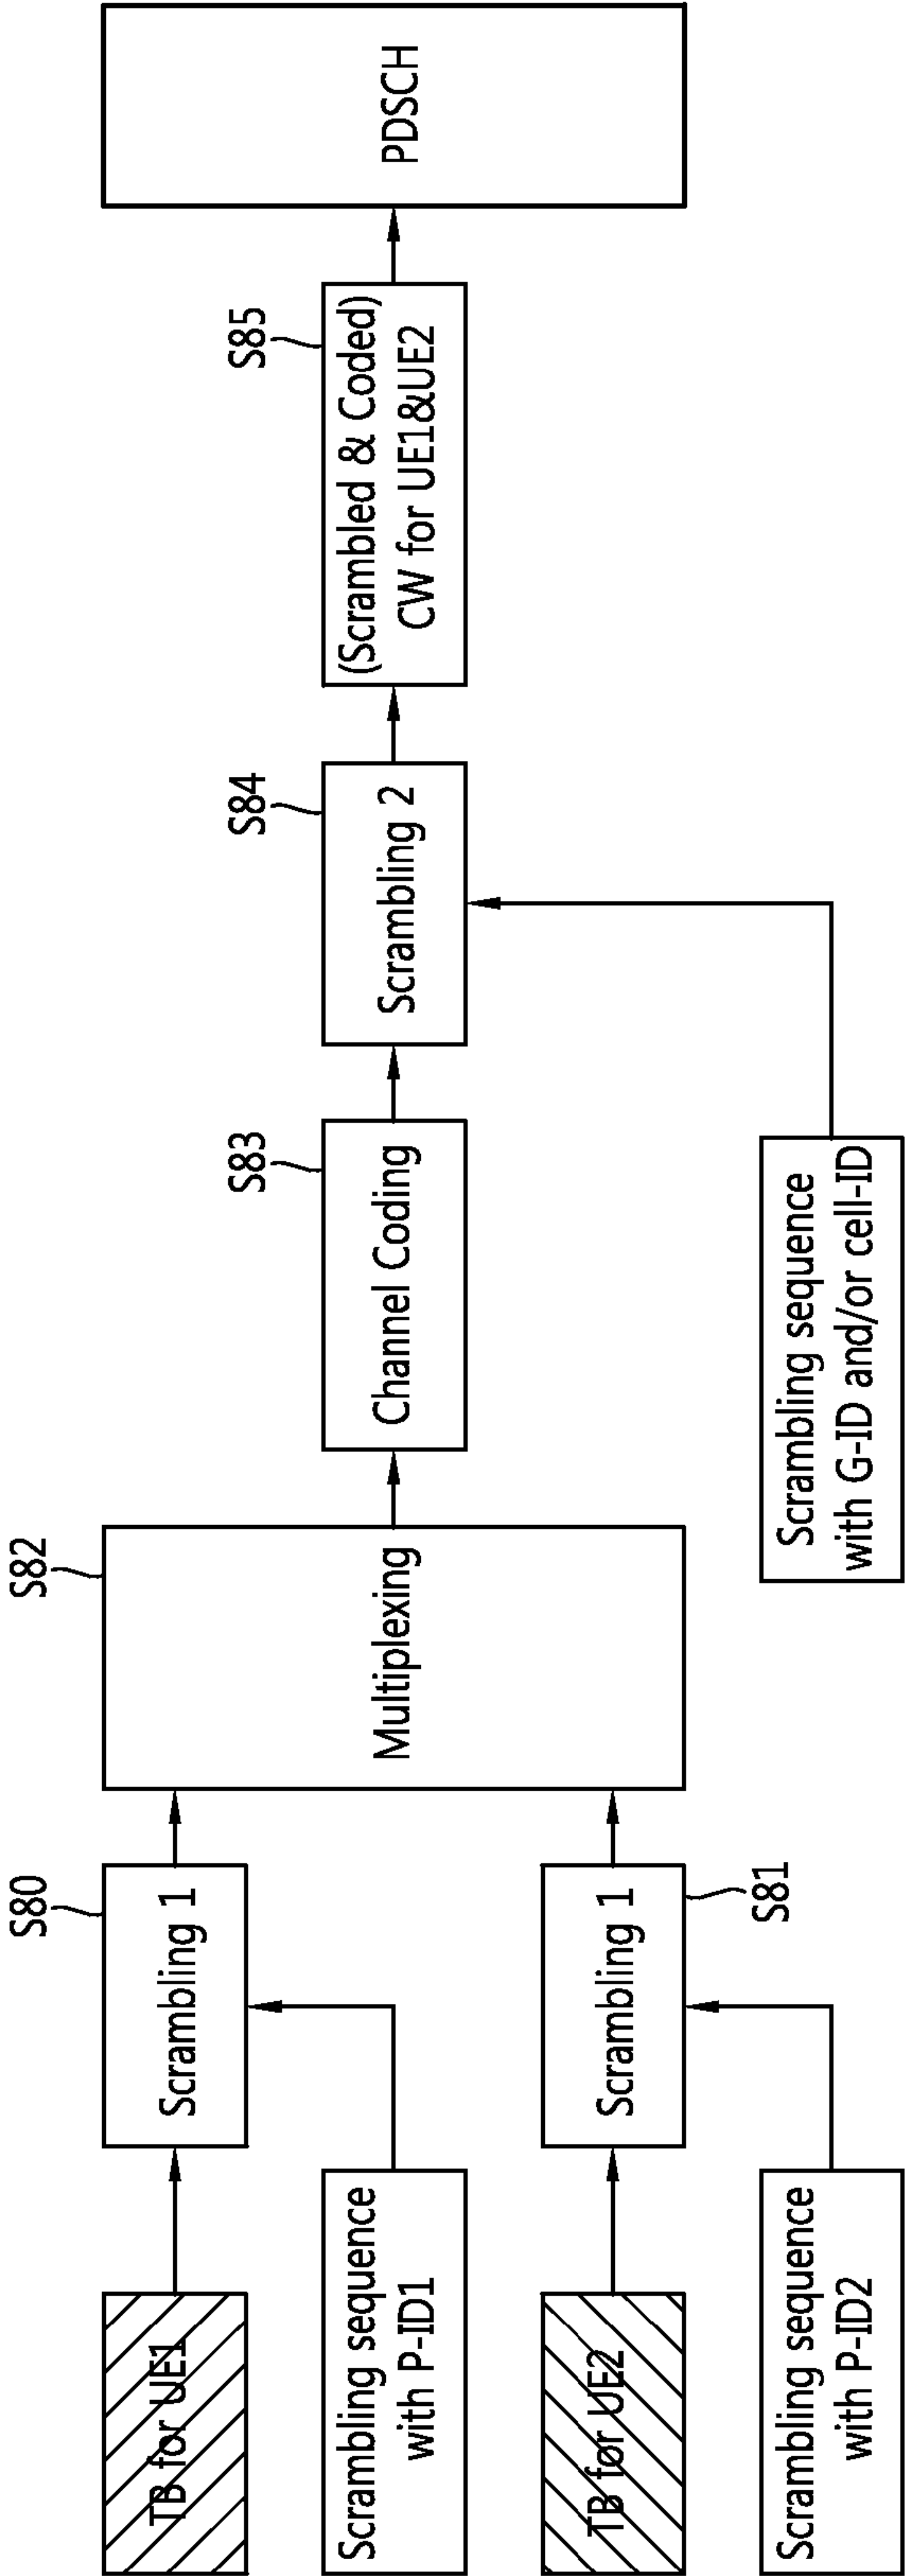 TB for UE1
S80
Scrambling 1
Scrambling sequence
with P-ID1
TB for UE2
Scrambling 1
S81
Scrambling sequence
with P-ID2
S82
Multiplexing
S83
Channel Coding
S84
Scrambling 2
Scrambling sequence
with G-ID and/or cell-ID
S85
(Scrambled & Coded)
CW for UE1&UE2
PDSCH